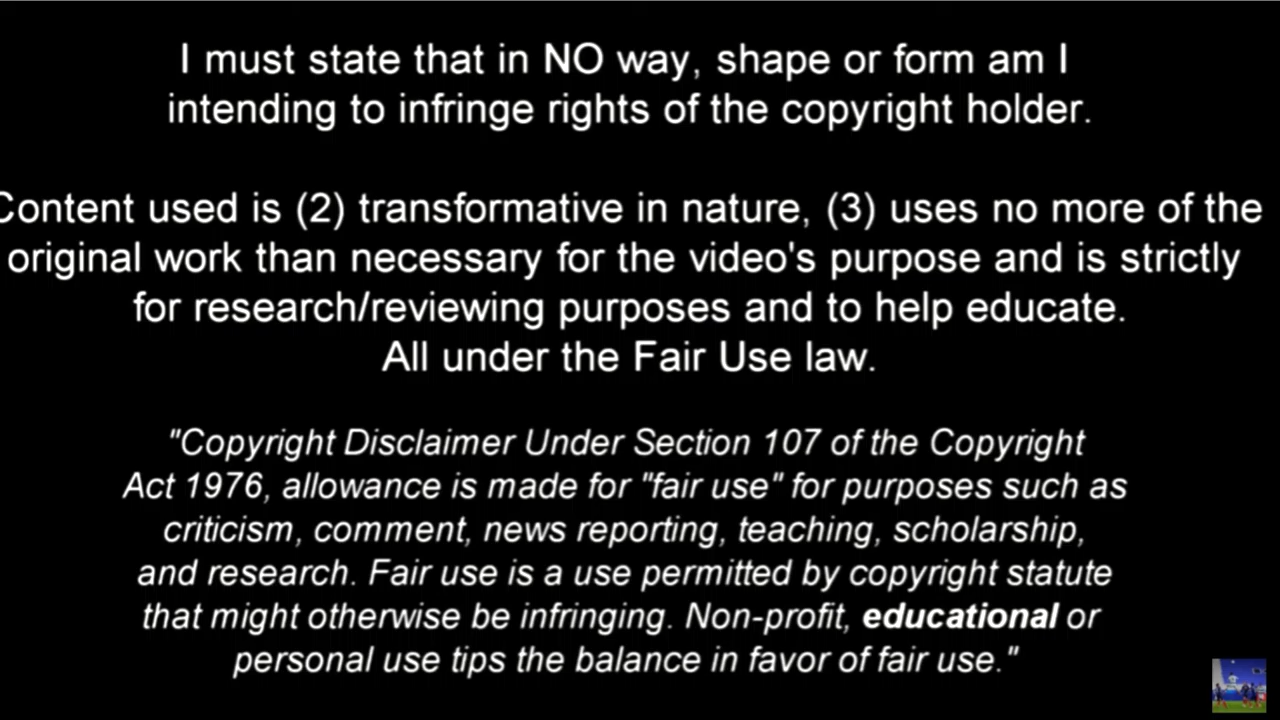 I must state that in NO way, shape or form am I
intending to infringe rights of the copyright holder.
Content used is (2) transformative in nature, (3) uses no more of the
original work than necessary for the video's purpose and is strictly
for research/reviewing purposes and to help educate.
All under the Fair Use law.
"Copyright Disclaimer Under Section 107 of the Copyright
Act 1976, allowance is made for "fair use" for purposes such as
criticism, comment, news reporting, teaching, scholarship,
and research. Fair use is a use permitted by copyright statute
that might otherwise be infringing. Non-profit, educational or
personal use tips the balance in favor of fair use."